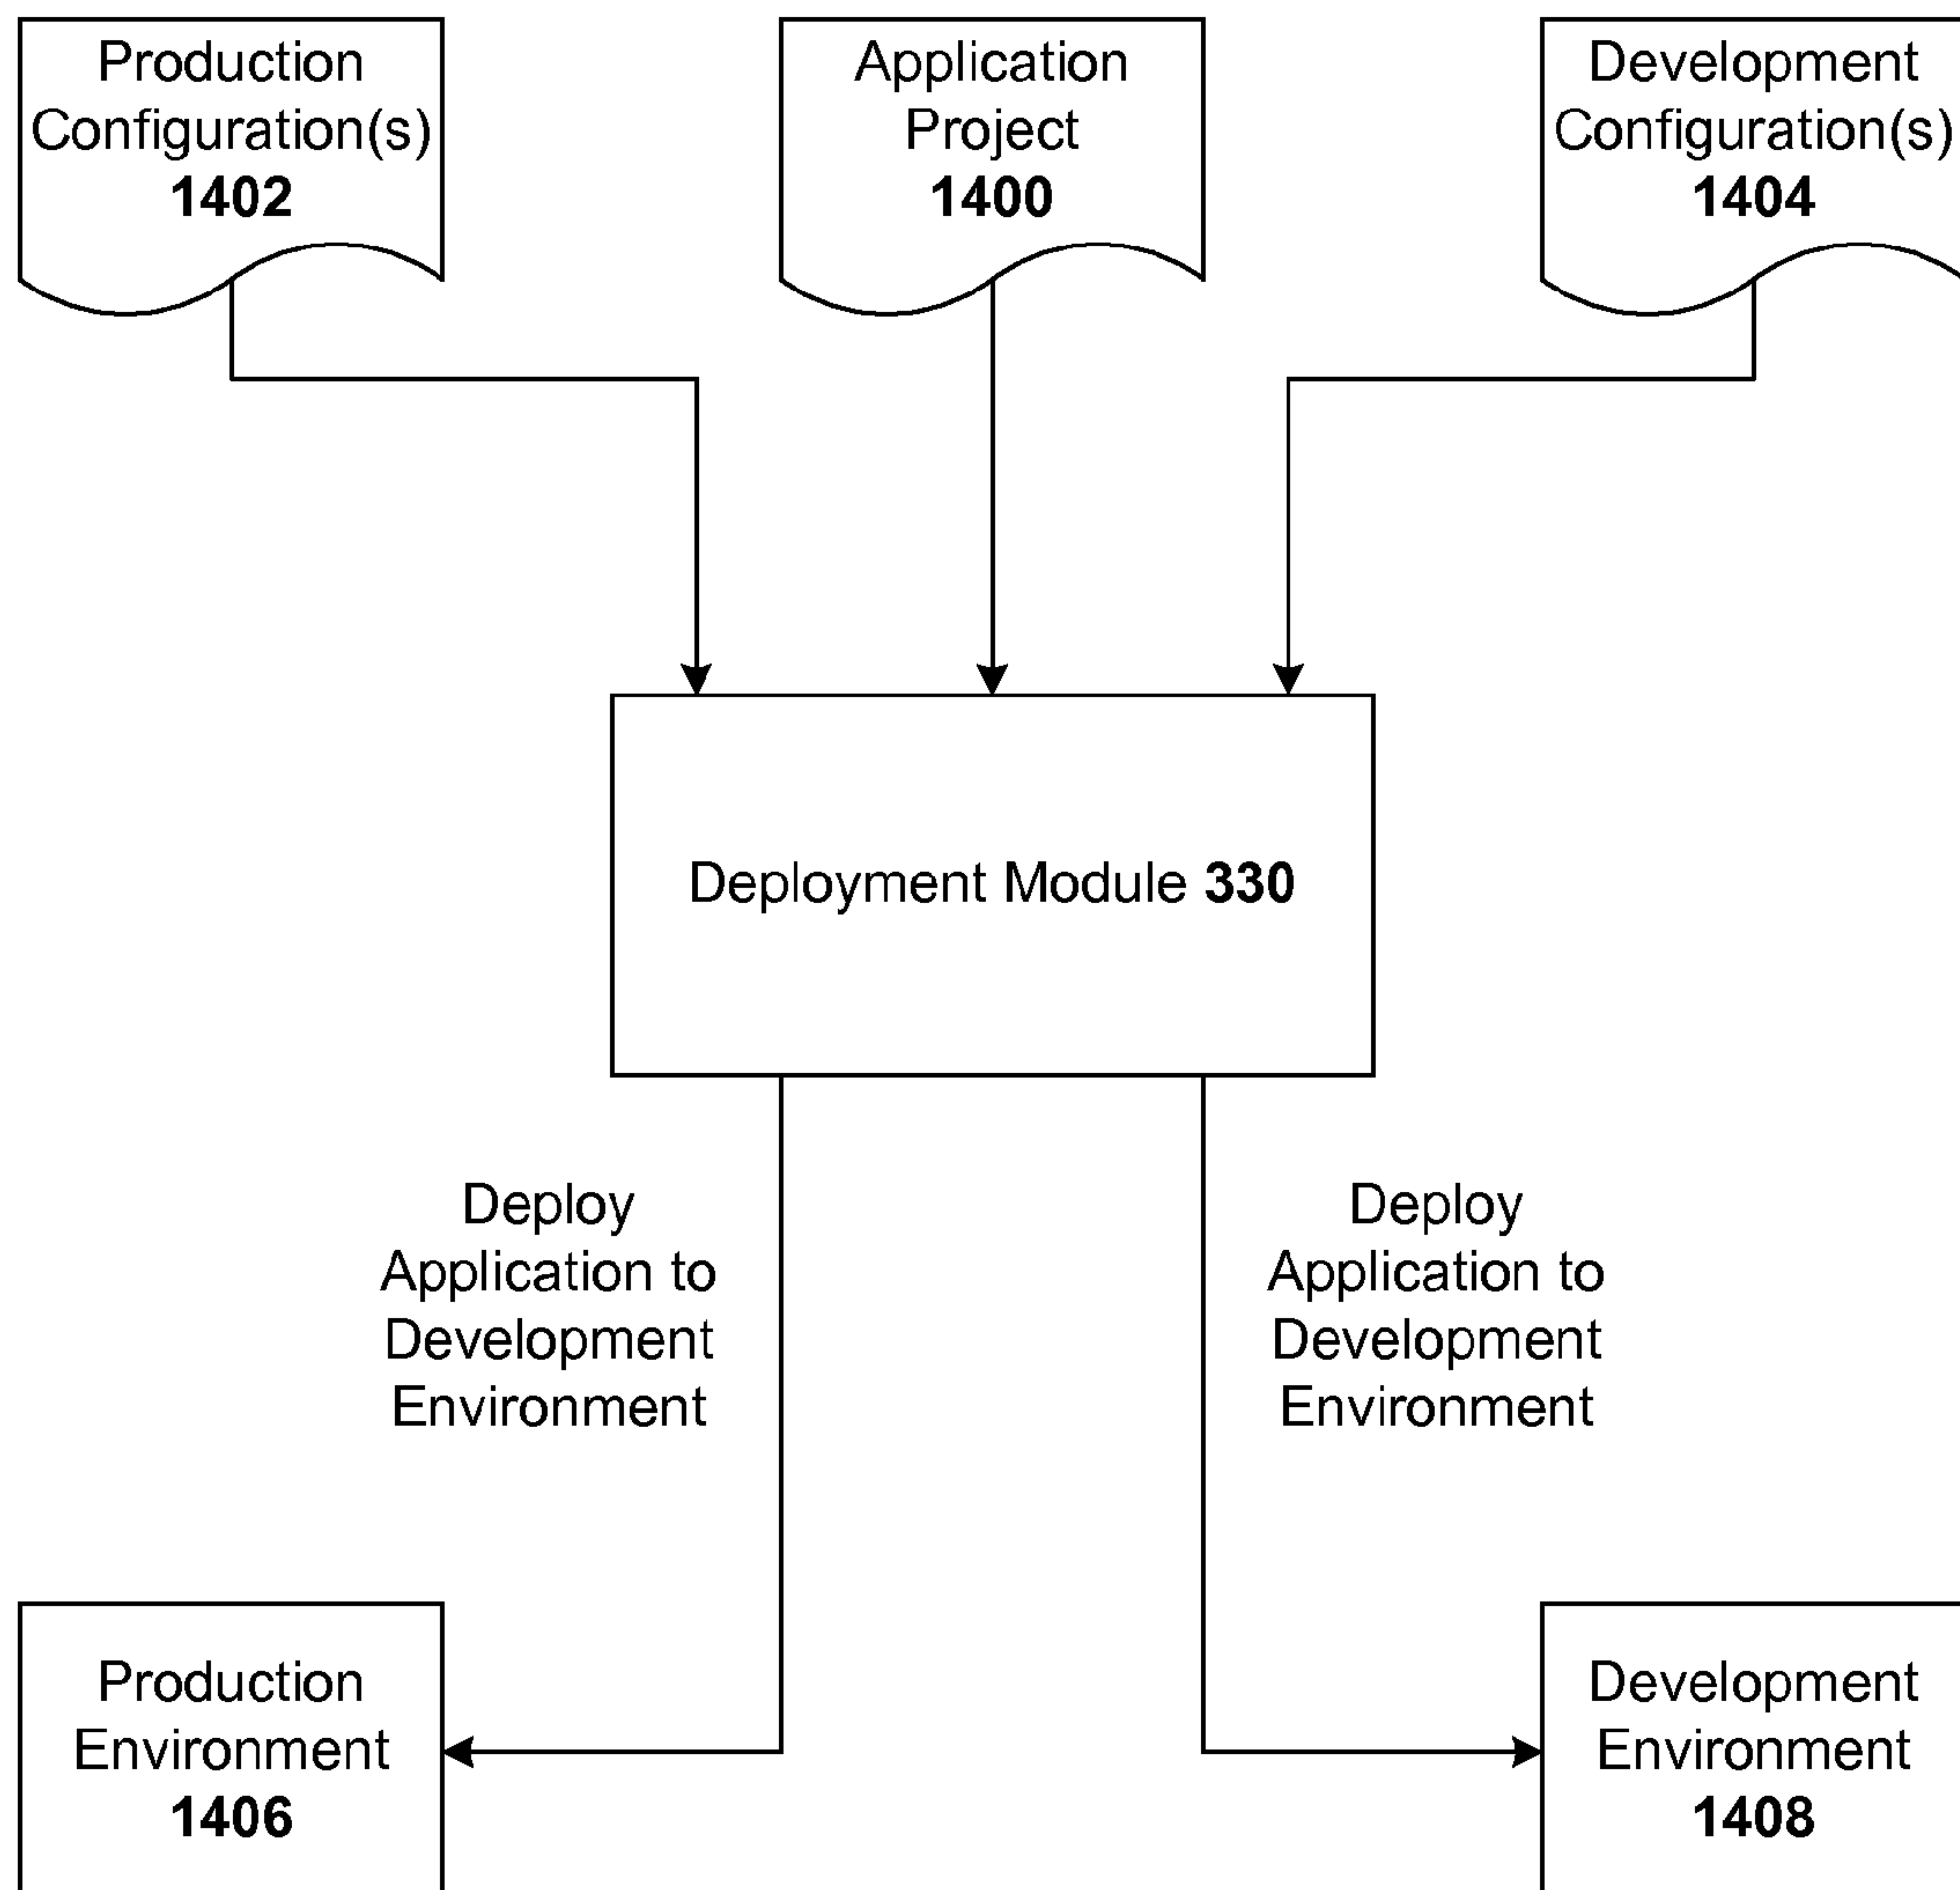 Production
Configuration(s)
1402
Application
Project
1400
Development
Configuration(s)
1404
Deployment Module 330
Deploy
Application to
Development
Environment
Deploy
Application to
Development
Environment
Production
Environment
1406
Development
Environment
1408